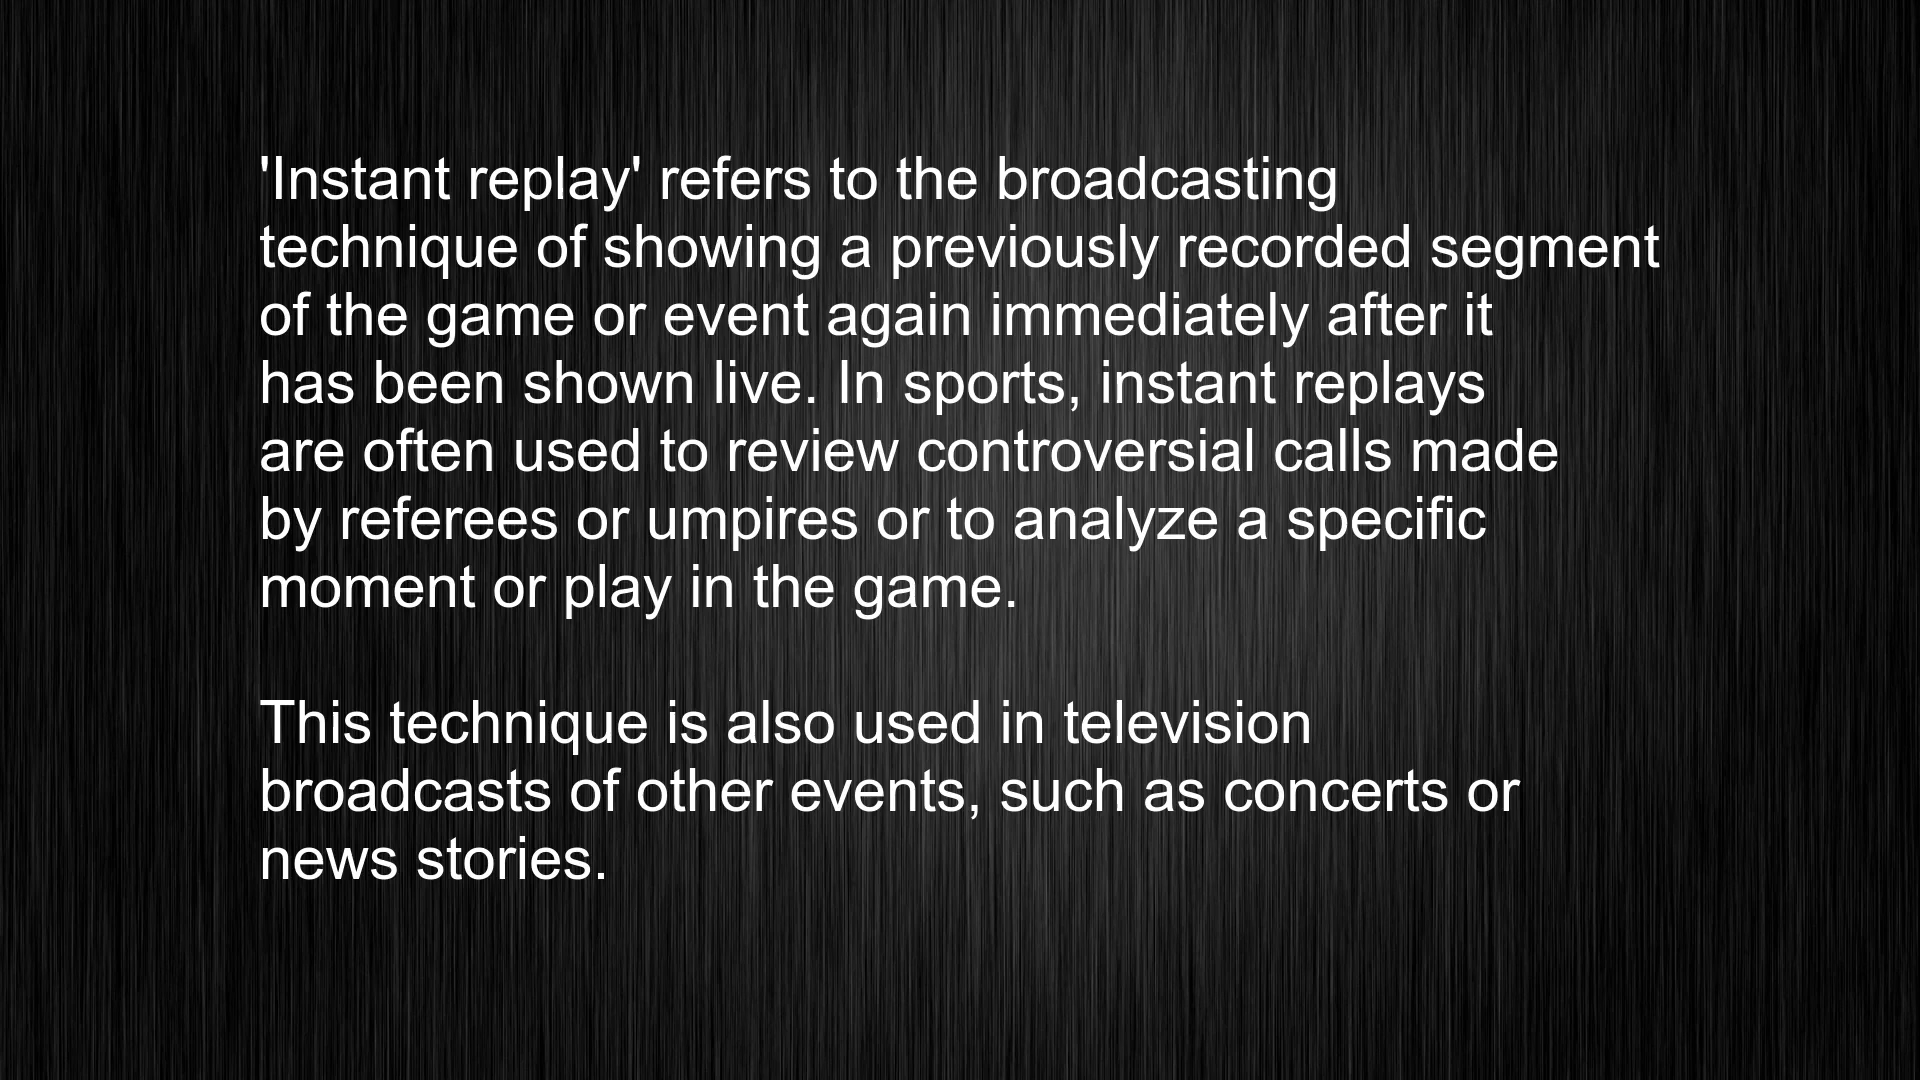 'Instant replay' refers to the broadcasting
technique of showing a previously recorded segment
of the game or event again immediately after it
has been shown live. In sports, instant replays
are often used to review controversial calls made
by referees or umpires or to analyze a specific
moment or play in the game.
This technique is also used in television
broadcasts of other events, such as concerts or
news stories.